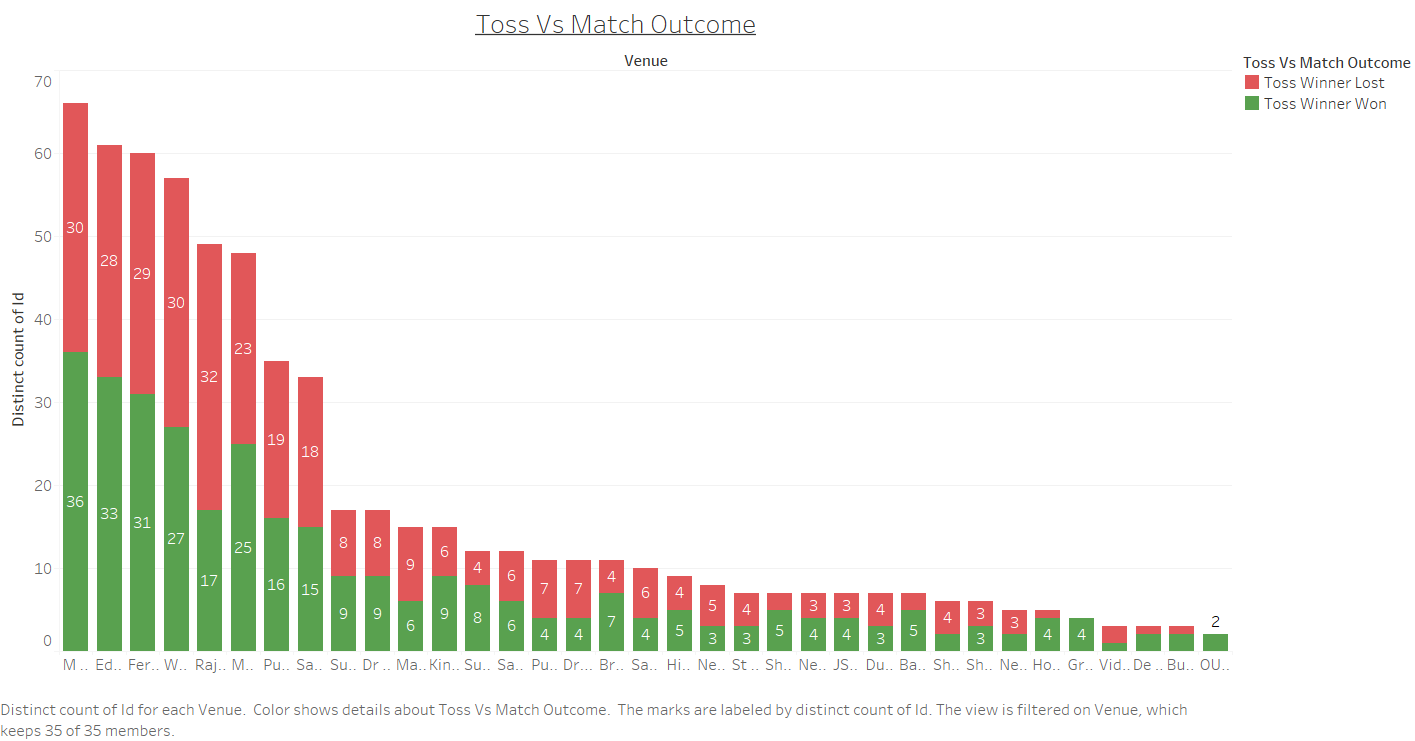 Toss Vs Match Outcome
Venue
Toss Vs Match Outcome
Toss Winner Lost
Toss Winner Won
Distinct count of Id
70
60
50
40
30
20
10
0
30 28 29 30 32 23 19 18 8 8 9 6 4 6 7 7 4 6 4 5 4 3 3 4 4 3 3
36 33 31 27 17 25 16 15 9 9 6 9 8 6 4 4 7 4 5 3 3 5 4 4 3 5 3 4 4 2
M .. Ed.. Fer.. W.. Raj.. M.. Pu.. Sa.. Su.. Dr .. Ma.. Kin.. Su.. Sa.. Pu.. Dr... Br... Sa.. Hi.. Ne.. St .. Sh.. Ne.. JS.. Du.. Ba.. Sh.. Sh.. Ne.. Ho.. Gr.. Vid.. De .. Bu.. OU..
Distinct count of Id for each Venue.  Color shows details about Toss Vs Match Outcome.  The marks are labeled by distinct count of Id. The view is filtered on Venue, which
keeps 35 of 35 members.